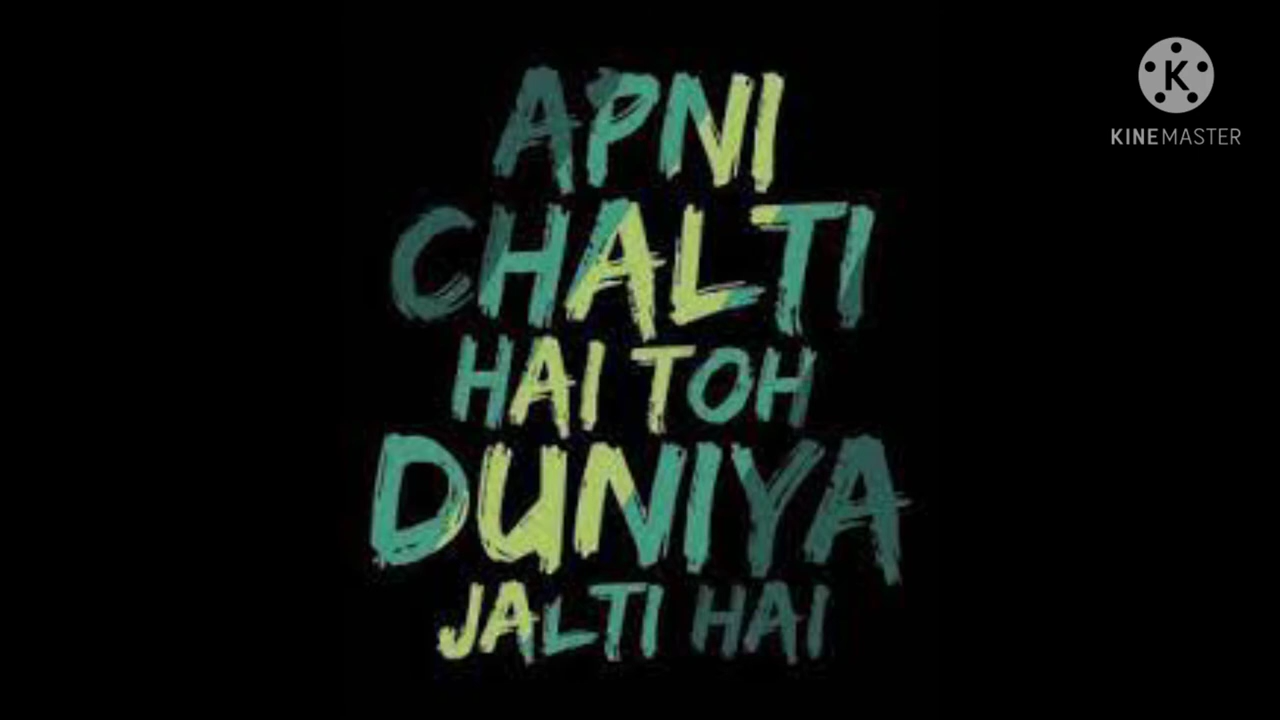 APNI
CHALTI
HAI TOH
DUNIYA
JALTI HAI
K
KINEMASTER